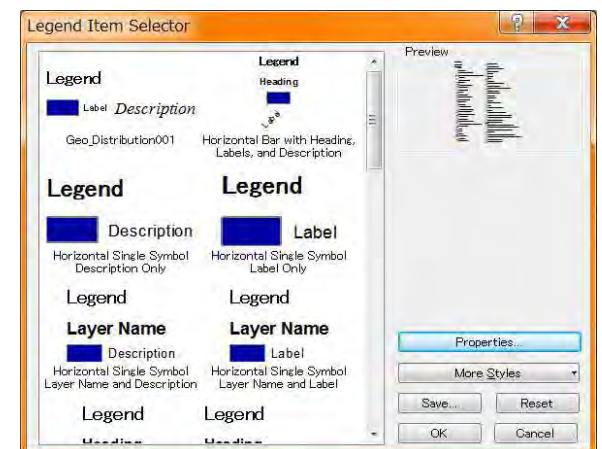 Legend Item Selector
Legend
Label Description
Geo_Distribution001
Legend
Heading
Label
Horizontal Bar with Heading,
Labels, and Description
Legend
Description
Horizontal Single Symbol
Description Only
Legend
Label
Horizontal Single Symbol
Label Only
Legend
Layer Name
Description
Horizontal Single Symbol
Layer Name and Description
Legend
Layer Name
Label
Horizontal Single Symbol
Layer Name and Label
Legend
Heading
Legend
Heading
Preview
Properties...
More Styles
Save...
Reset
OK
Cancel